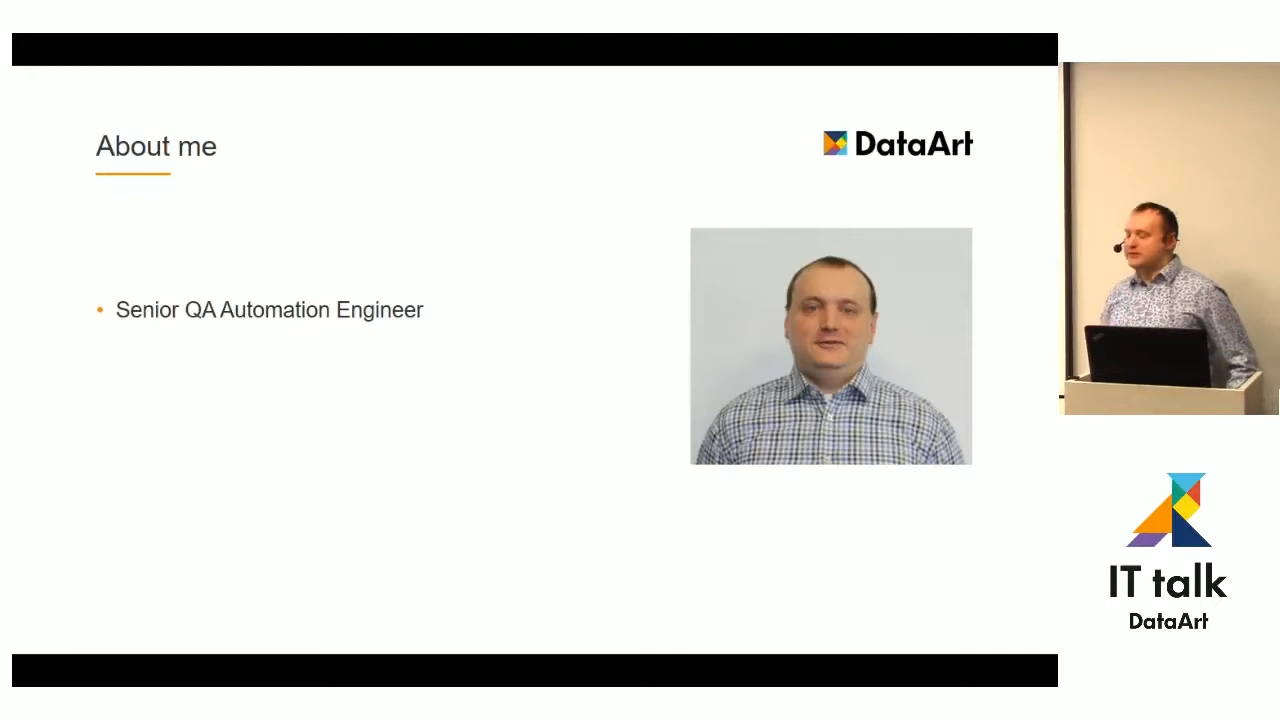 About me
DataArt
• Senior QA Automation Engineer
IT talk
DataArt